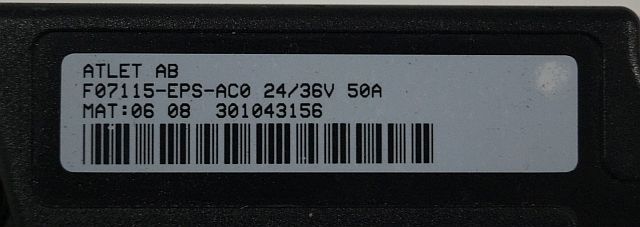 ATLET AB
F07115-EPS-AC0 24/36V 50A
MAT:06 08 301043156